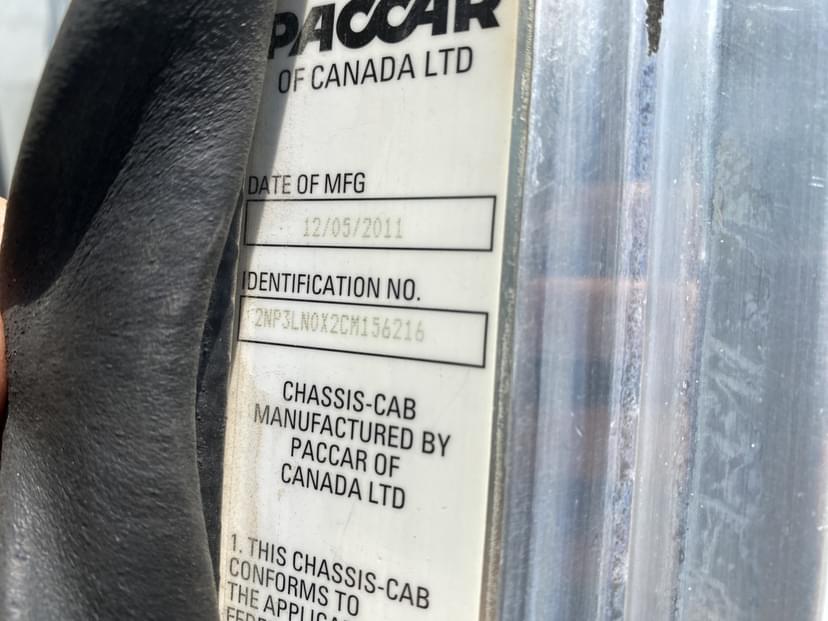 PACCAR
OF CANADA LTD
DATE OF MFG
12/05/2011
IDENTIFICATION NO.
2NP3LN0X2CM156216
CHASSIS-CAB
MANUFACTURED BY
PACCAR OF
CANADA LTD
1. THIS CHASSIS-CAB
CONFORMS TO
THE